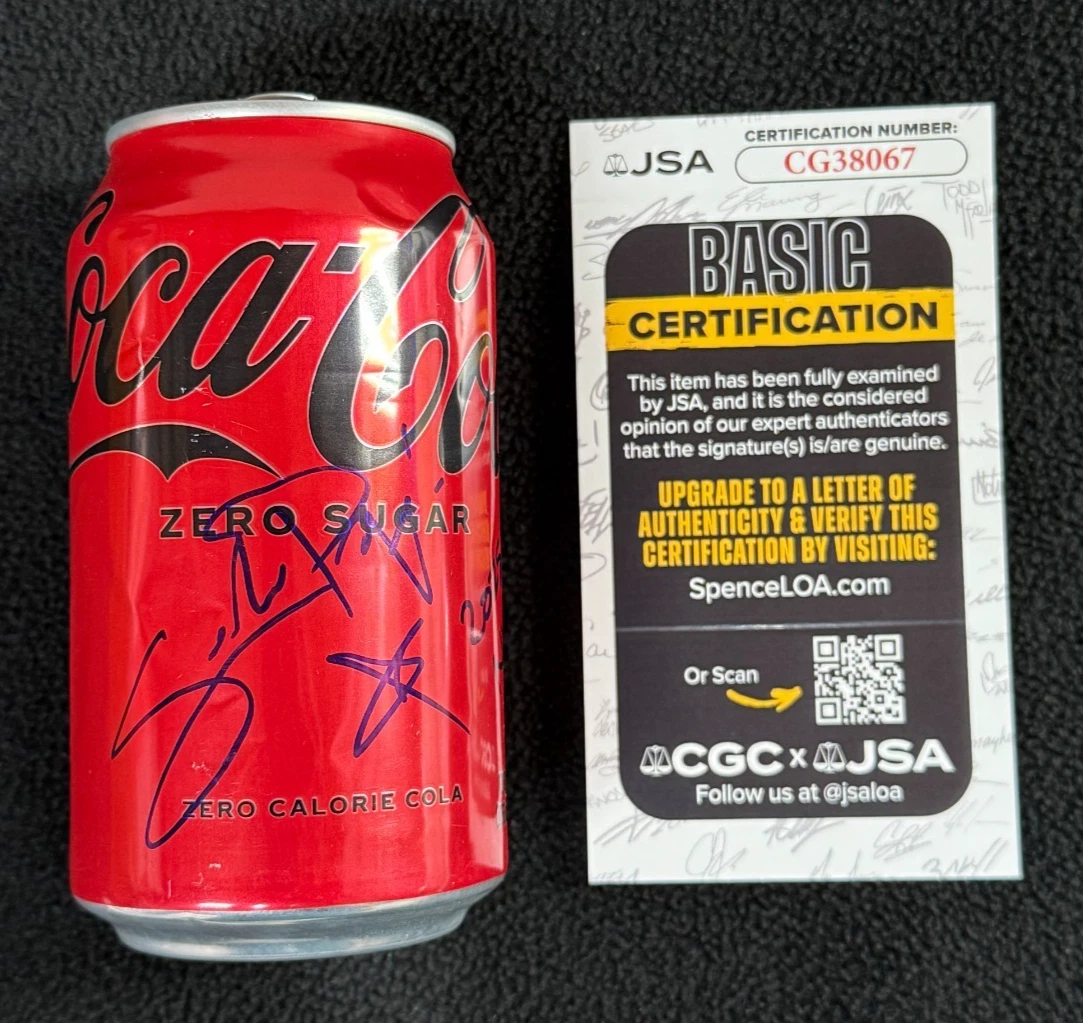 Coca-Cola
ZERO SUGAR
ZERO CALORIE COLA
JSA
CERTIFICATION NUMBER:
CG38067
BASIC
CERTIFICATION
This item has been fully examined
by JSA, and it is the considered
opinion of our expert authenticators
that the signature(s) is/are genuine.
UPGRADE TO A LETTER OF
AUTHENTICITY & VERIFY THIS
CERTIFICATION BY VISITING:
SpenceLOA.com
Or Scan
CGC x JSA
Follow us at @jsaloa